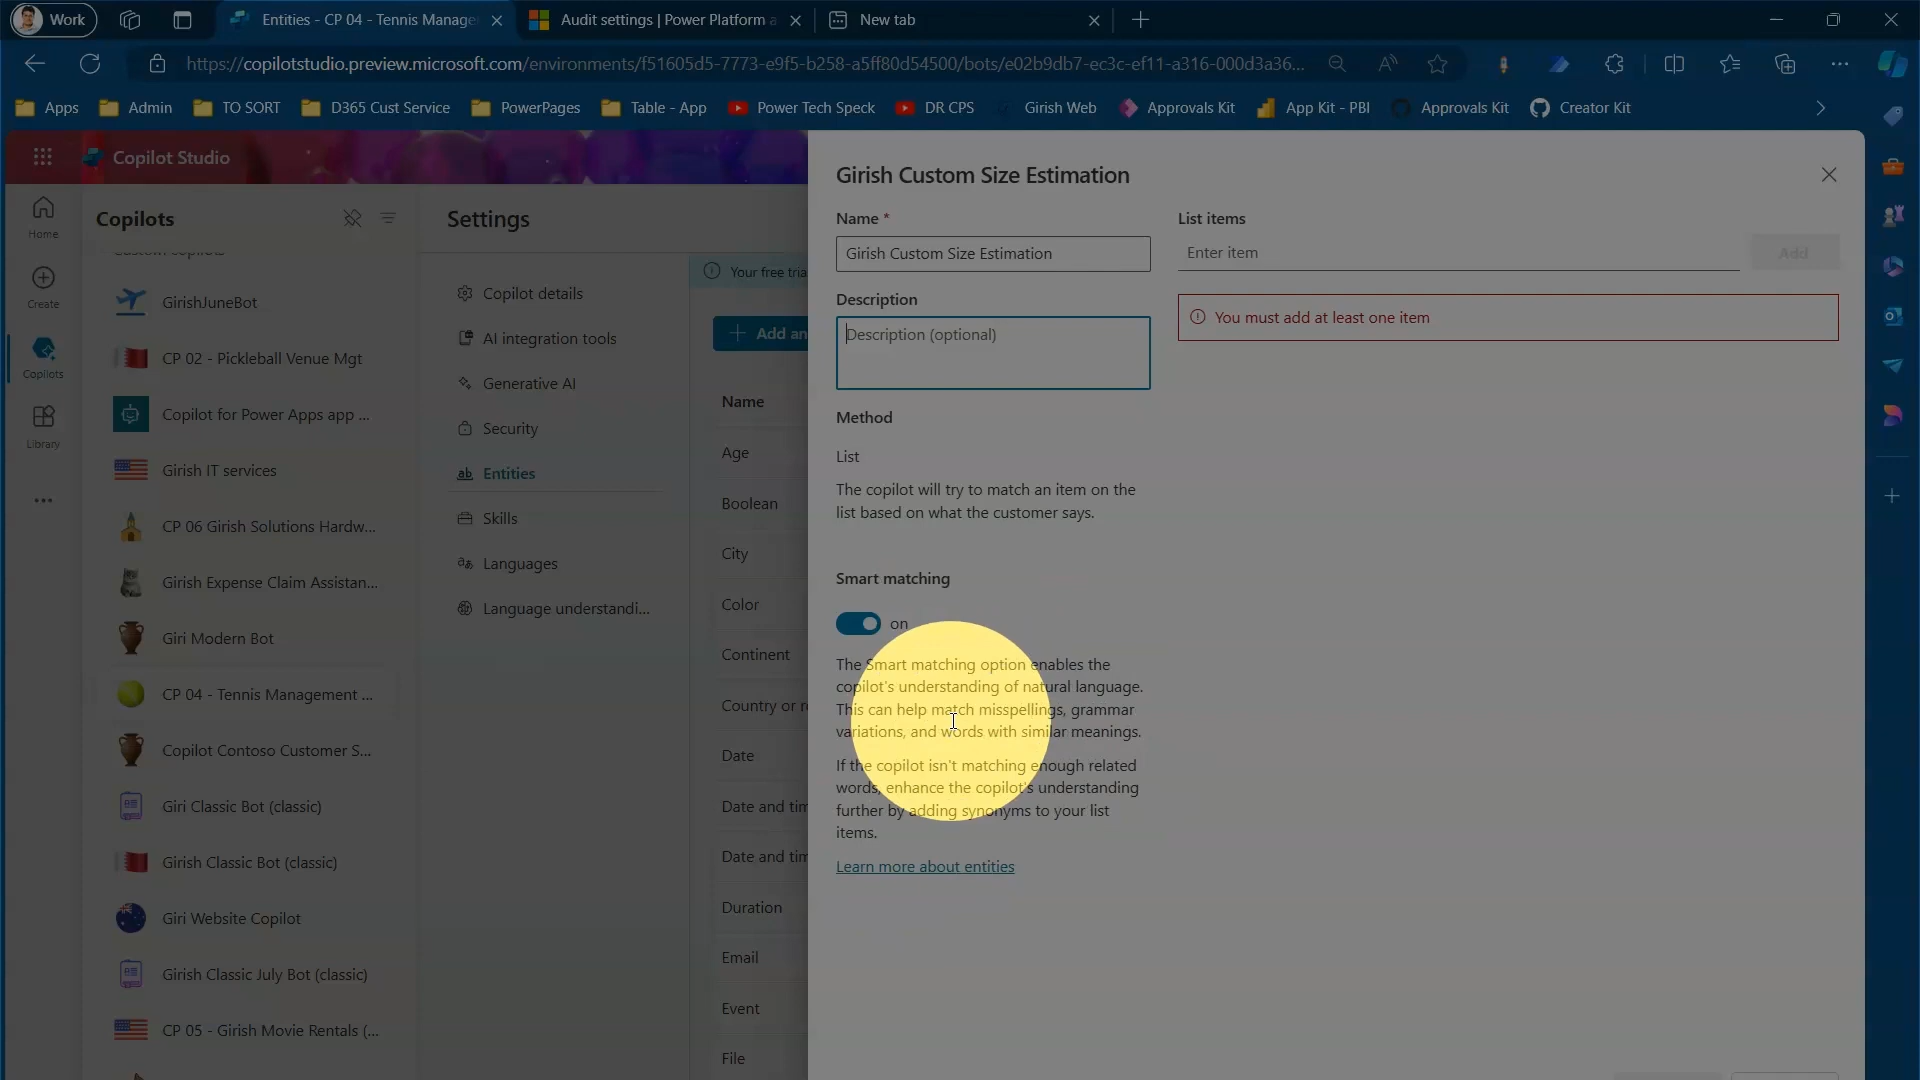 Work
Entities - CP 04 - Tennis Manage
Audit settings | Power Platform a
New tab
https://copilotstudio.preview.microsoft.com/environments/f51605d5-7773-e9f5-b258-a5ff80d54500/bots/e02b9db7-ec3c-ef11-a316-000d3a36...
Apps
Admin
TO SORT
D365 Cust Service
PowerPages
Table - App
Power Tech Speck
DR CPS
Girish Web
Approvals Kit
App Kit - PBI
Approvals Kit
Creator Kit
Copilot Studio
Home
Create
Copilots
Library
Copilots
Custom copilots
GirishJuneBot
CP 02 - Pickleball Venue Mgt
Copilot for Power Apps app ...
Girish IT services
CP 06 Girish Solutions Hardw...
Girish Expense Claim Assistan...
Giri Modern Bot
CP 04 - Tennis Management ...
Copilot Contoso Customer S...
Giri Classic Bot (classic)
Girish Classic Bot (classic)
Giri Website Copilot
Girish Classic July Bot (classic)
CP 05 - Girish Movie Rentals (...
Settings
Copilot details
AI integration tools
Generative AI
Security
Entities
Skills
Languages
Language understandi...
Your free tria
Add an
Name
Age
Boolean
City
Color
Continent
Country or r
Date
Date and tim
Date and tim
Duration
Email
Event
File
Girish Custom Size Estimation
Name *
Girish Custom Size Estimation
Description
Description (optional)
Method
List
The copilot will try to match an item on the
list based on what the customer says.
Smart matching
on
The Smart matching option enables the
copilot's understanding of natural language.
This can help match misspellings, grammar
variations, and words with similar meanings.
If the copilot isn't matching enough related
words, enhance the copilot's understanding
further by adding synonyms to your list
items.
Learn more about entities
List items
Enter item
Add
You must add at least one item